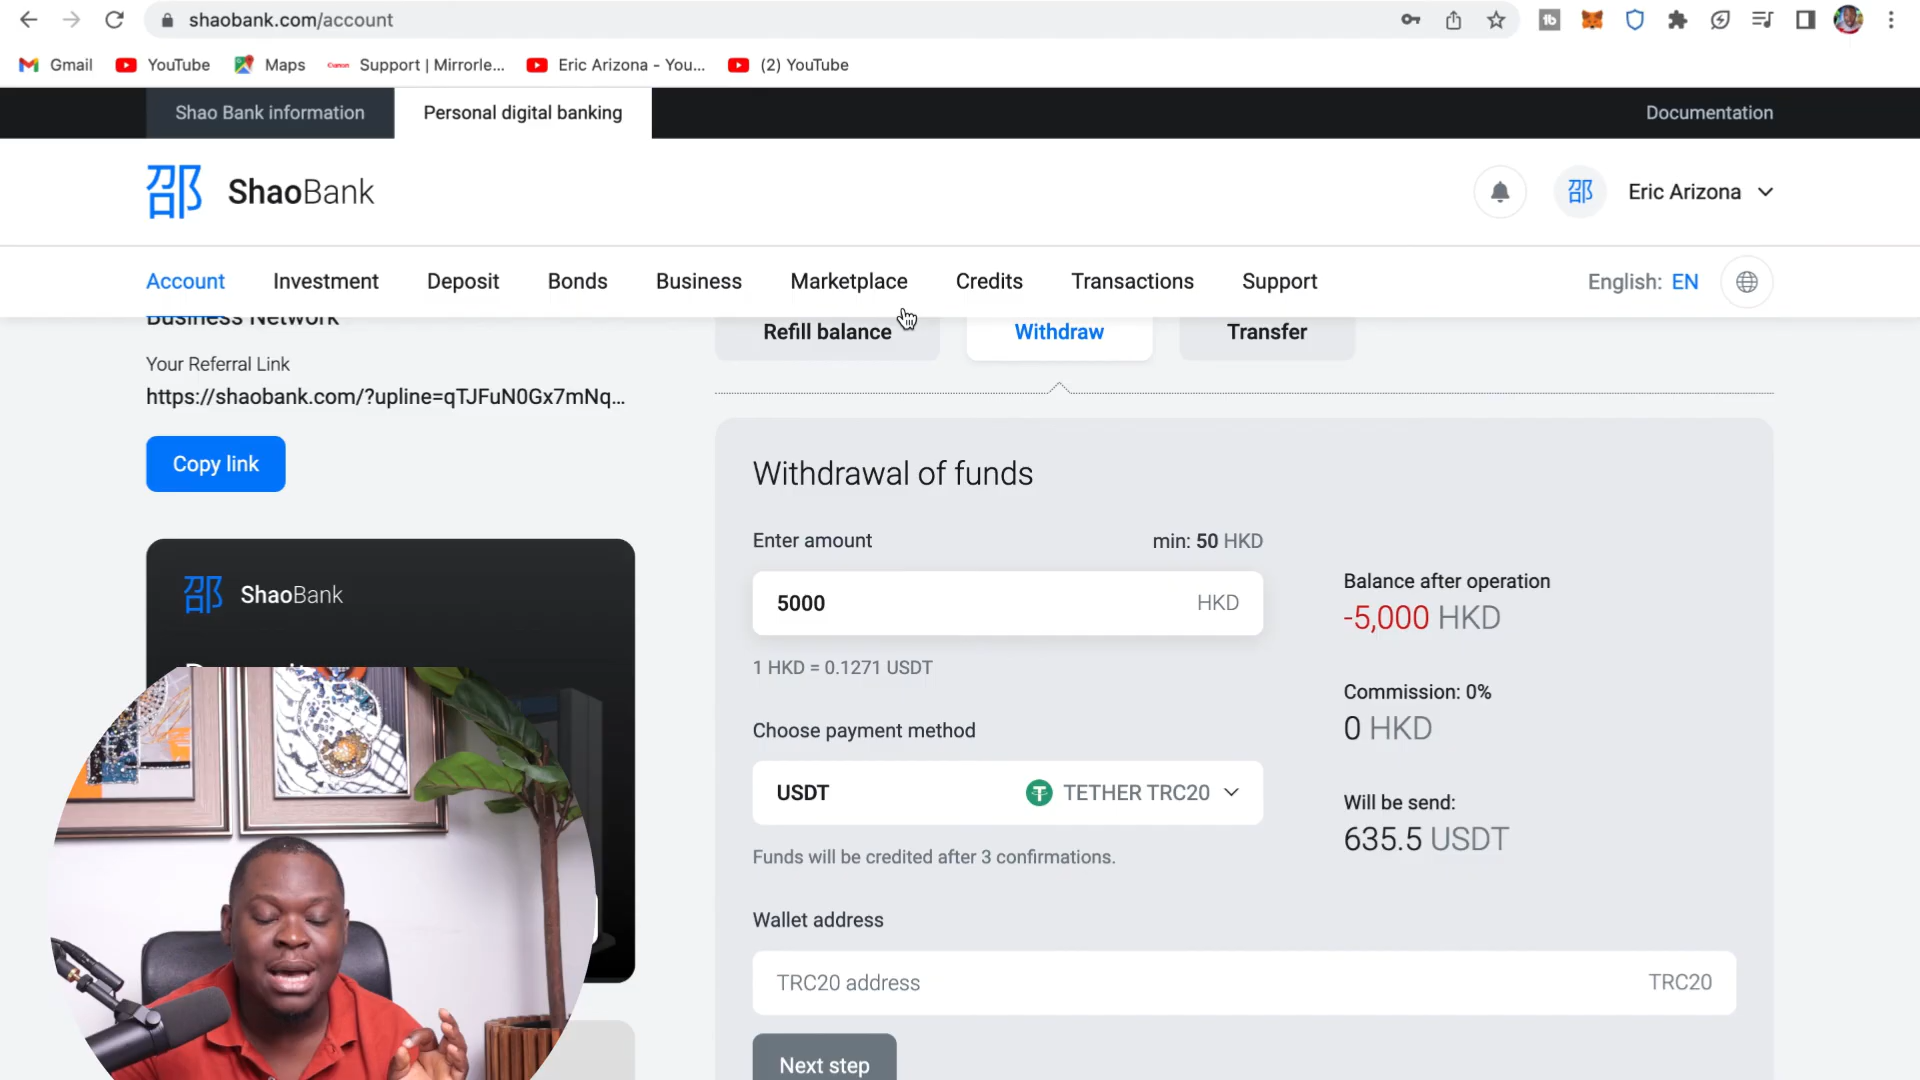 shaobank.com/account
Gmail
YouTube
Maps
Support | Mirrorle...
Eric Arizona - You...
(2) YouTube
Shao Bank information
Personal digital banking
Documentation
邵 ShaoBank
邵 Eric Arizona
Account
Investment
Deposit
Bonds
Business
Marketplace
Credits
Transactions
Support
English: EN
Business Network
Your Referral Link
https://shaobank.com/?upline=qTJFuN0Gx7mNq...
Copy link
邵 ShaoBank
Refill balance
Withdraw
Transfer
Withdrawal of funds
Enter amount
min: 50 HKD
5000 HKD
1 HKD = 0.1271 USDT
Choose payment method
USDT TETHER TRC20
Funds will be credited after 3 confirmations.
Wallet address
TRC20 address TRC20
Next step
Balance after operation
-5,000 HKD
Commission: 0%
0 HKD
Will be send:
635.5 USDT